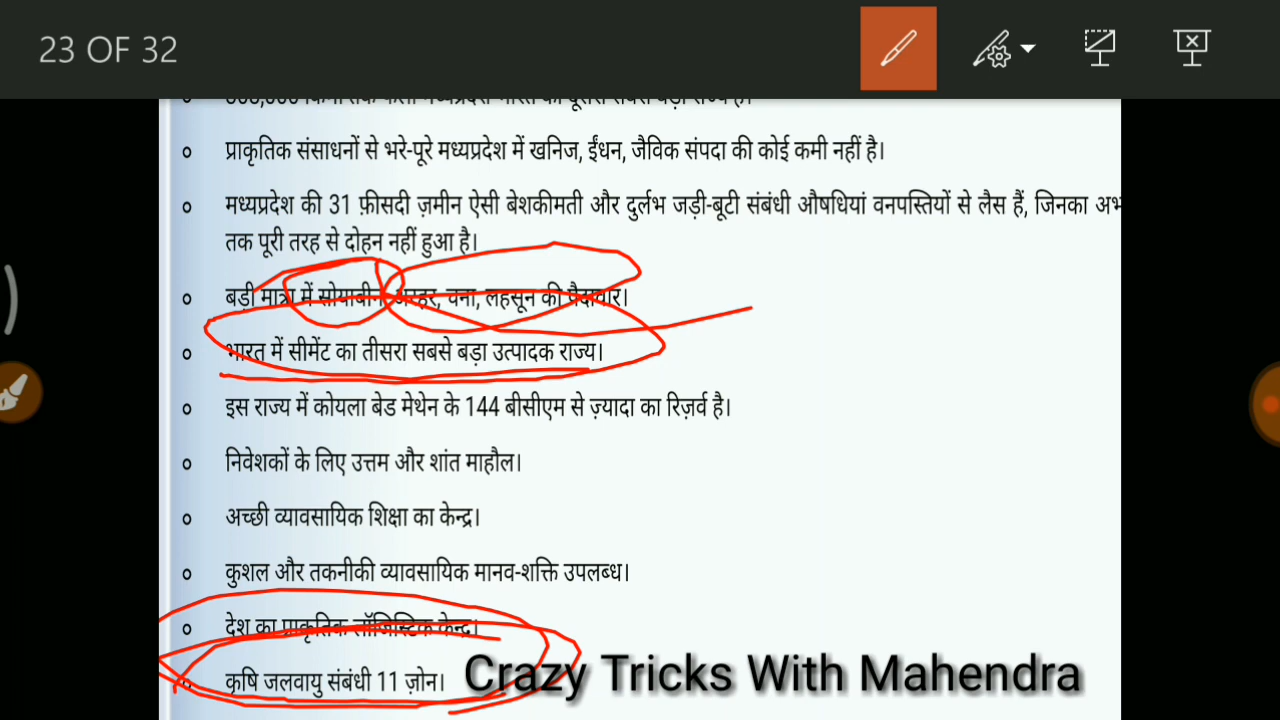 23 OF 32
प्राकृतिक संसाधनों से भरे-पूरे मध्यप्रदेश में खनिज, ईंधन, जैविक संपदा की कोई कमी नहीं है।
मध्यप्रदेश की 31 फ़ीसदी ज़मीन ऐसी बेशकीमती और दुर्लभ जड़ी-बूटी संबंधी औषधियां वनपस्तियों से लैस हैं, जिनका अभ
तक पूरी तरह से दोहन नहीं हुआ है।
बड़ी मात्रा में सोयाबीन, अरहर, चना, लहसून की पैदावार।
भारत में सीमेंट का तीसरा सबसे बड़ा उत्पादक राज्य।
इस राज्य में कोयला बेड मेथेन के 144 बीसीएम से ज़्यादा का रिज़र्व है।
निवेशकों के लिए उत्तम और शांत माहौल।
अच्छी व्यावसायिक शिक्षा का केन्द्र।
कुशल और तकनीकी व्यावसायिक मानव-शक्ति उपलब्ध।
देश का प्राकृतिक लॉजिस्टिक केन्द्र।
कृषि जलवायु संबंधी 11 ज़ोन।
Crazy Tricks With Mahendra